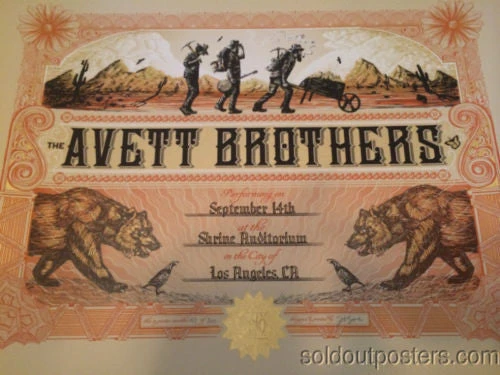 THE AVETT BROTHERS
Performing on
September 14th
at the
Shrine Auditorium
in the City of
Los Angeles, CA
soldoutposters.com